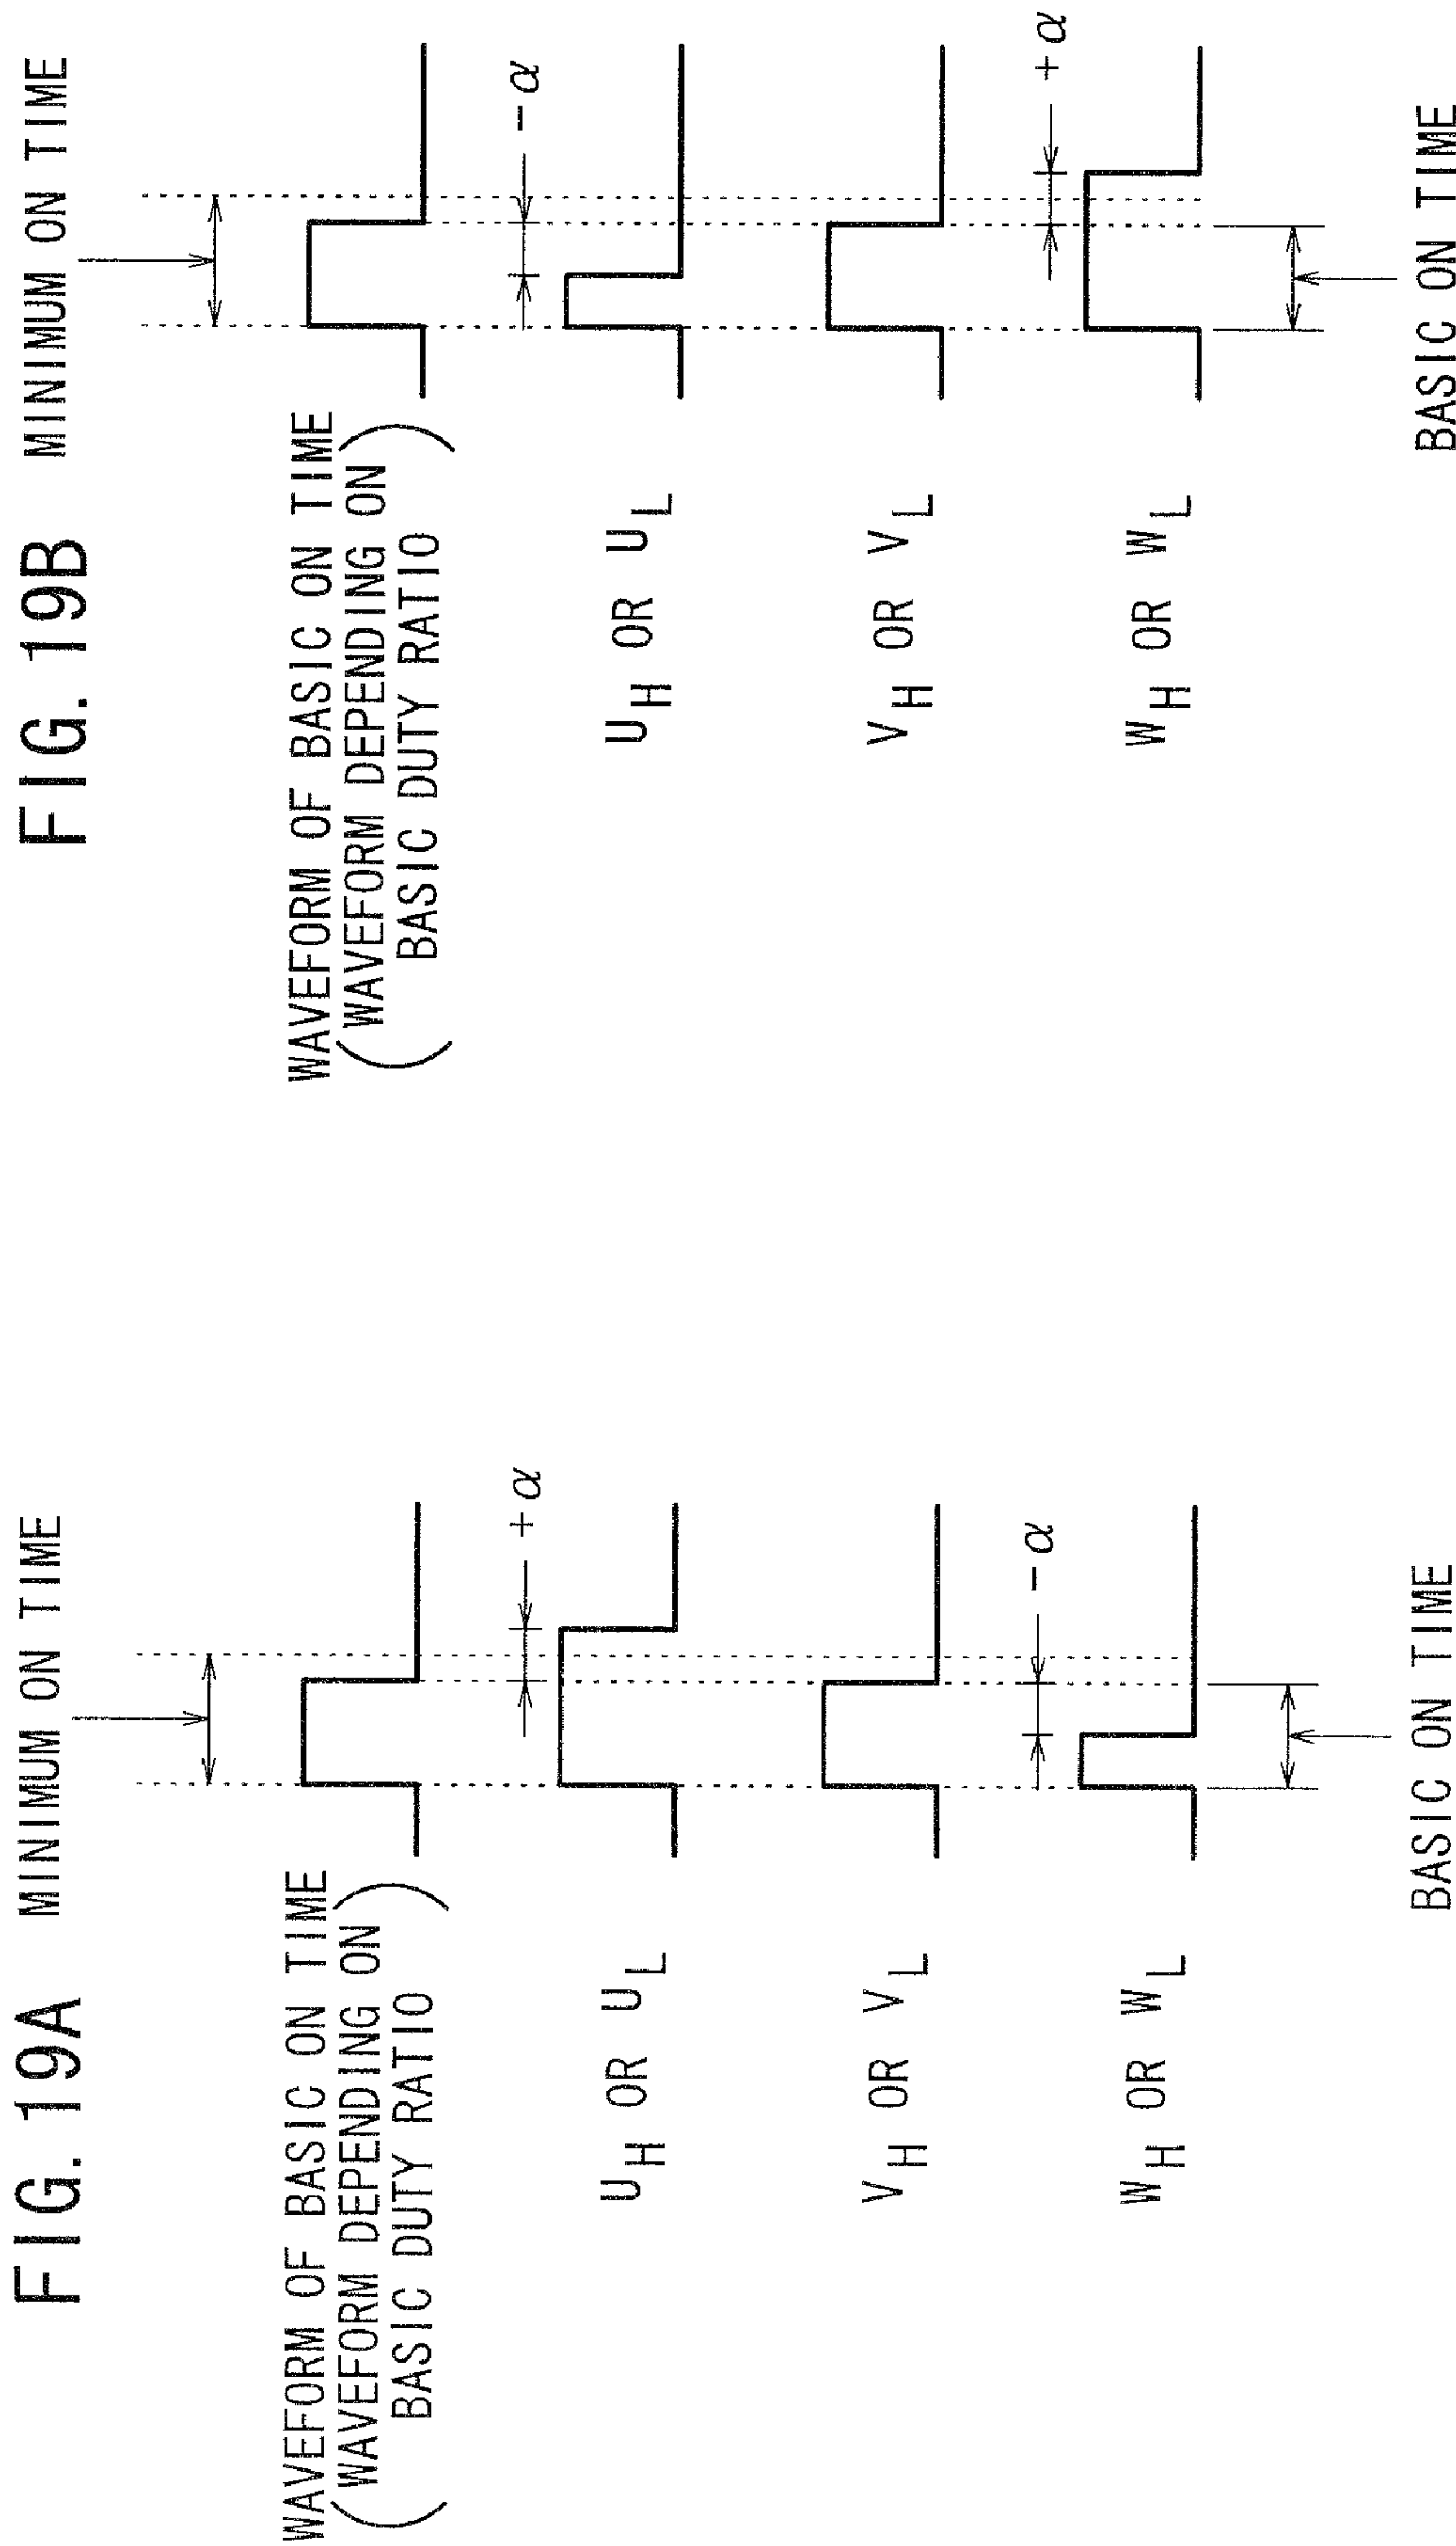 FIG. 19A
MINIMUM ON TIME
WAVEFORM OF BASIC ON TIME
(WAVEFORM DEPENDING ON
BASIC DUTY RATIO)
+α
U_H OR U_L
V_H OR V_L
-α
W_H OR W_L
BASIC ON TIME
FIG. 19B
MINIMUM ON TIME
WAVEFORM OF BASIC ON TIME
(WAVEFORM DEPENDING ON
BASIC DUTY RATIO)
-α
U_H OR U_L
V_H OR V_L
+α
W_H OR W_L
BASIC ON TIME